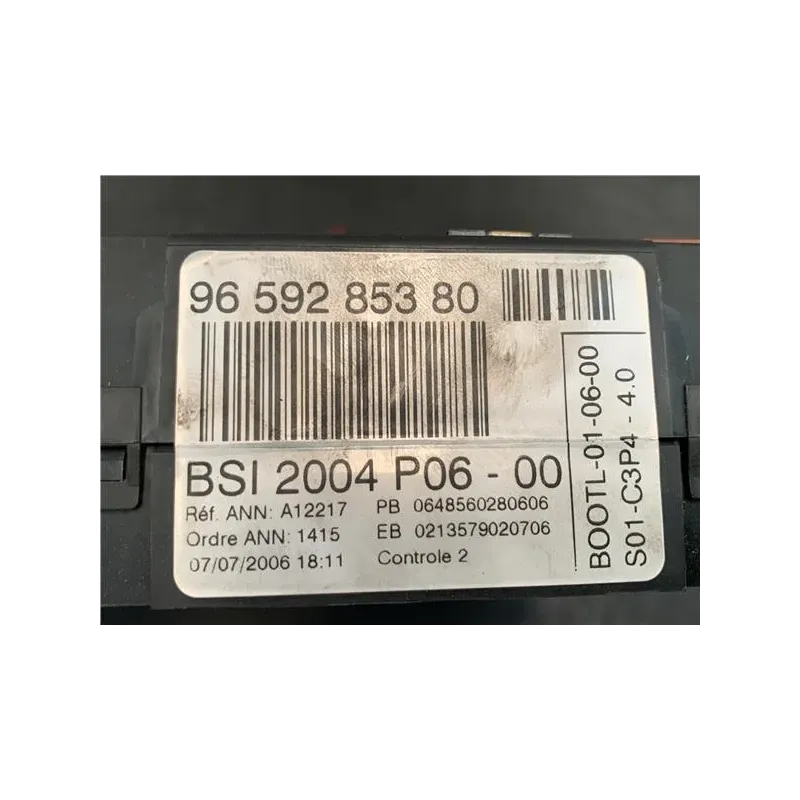 96 592 853 80
BSI 2004 P06 - 00
Réf. ANN: A12217 PB 0648560280606
Ordre ANN: 1415 EB 0213579020706
07/07/2006 18:11 Controle 2
BOOTL-01-06-00
S01-C3P4 - 4.0